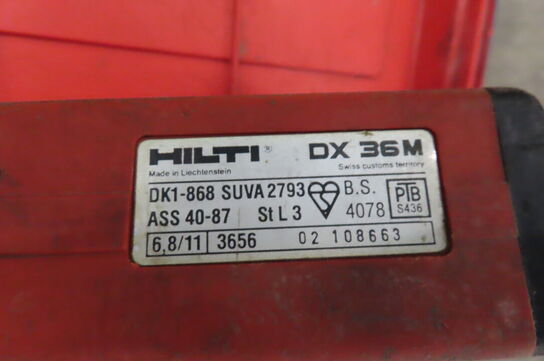 HILTI® DX 36 M
Made in Liechtenstein Swiss customs territory
DK1-868 SUVA 2793 B.S. PTB
ASS 40-87 St L 3 4078 S436
6,8/11 3656 02 108663